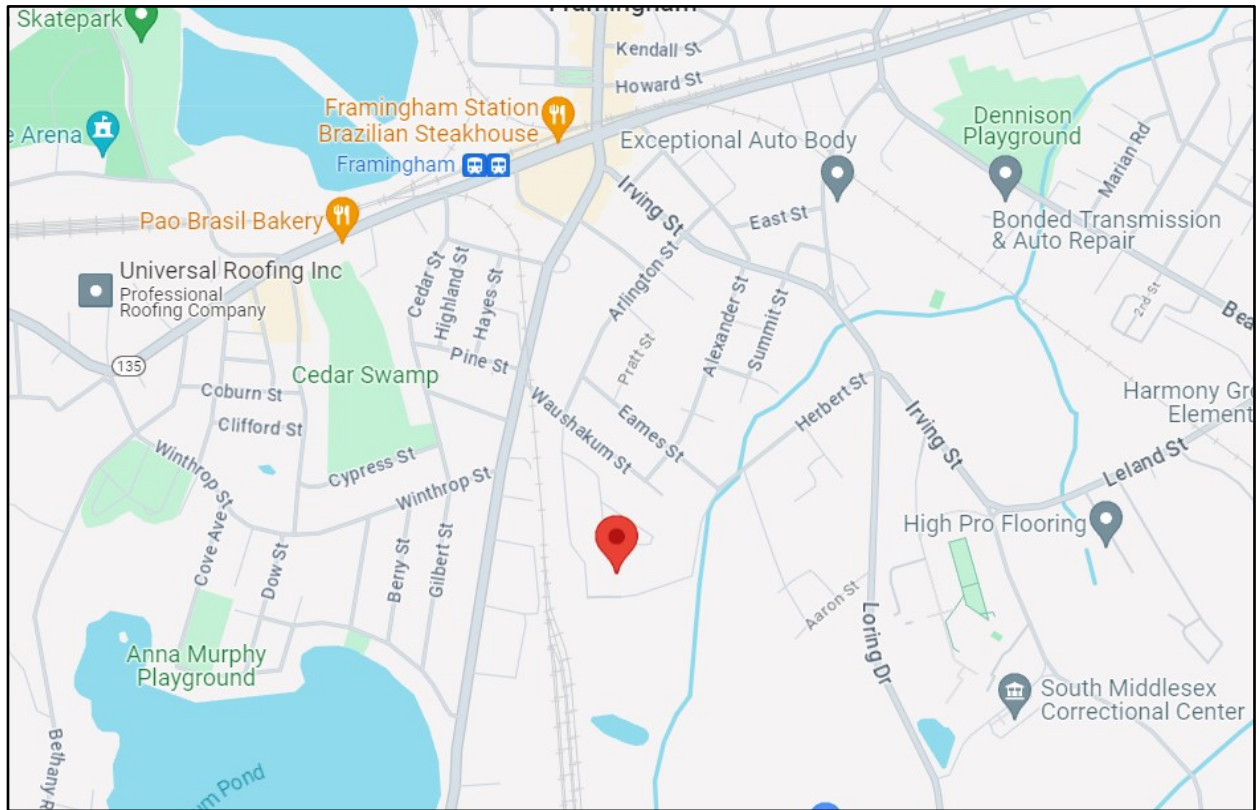 Framingham
Skatepark
Kendall St
Howard St
Framingham Station
Brazilian Steakhouse
Dennison
Playground
e Arena
Exceptional Auto Body
Marian Rd
Framingham
Irving St
East St
Pao Brasil Bakery
Bonded Transmission
& Auto Repair
Universal Roofing Inc
Professional
Roofing Company
Cedar St
Highland St
Hayes St
Arlington St
Alexander St
Summit St
2nd St
Bea
135
Pine St
Pratt St
Cedar Swamp
Coburn St
Clifford St
Waushakum St
Eames St
Herbert St
Irving St
Harmony Gr
Element
Leland St
Winthrop St
Cypress St
Winthrop St
High Pro Flooring
Cove Ave
Dow St
Berry St
Gilbert St
Aaron St
Loring Dr
Anna Murphy
Playground
South Middlesex
Correctional Center
Bethany R
um Pond